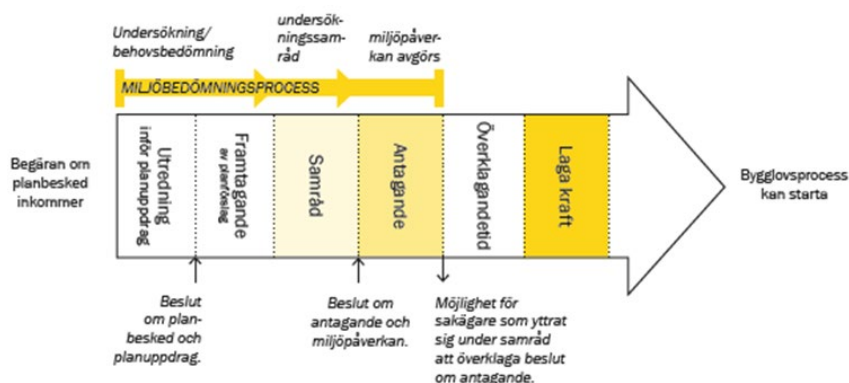 Undersökning/
behovsbedömning
undersök-
ningssam-
råd
miljöpåver-
kan avgörs
MILJÖBEDÖMNINGSPROCESS
Begäran om
planbesked
inkommer
Utredning
inför planuppdrag
Framtagande
av planförslag
Samråd
Antagande
Överklagandetid
Laga kraft
Bygglovsprocess
kan starta
Beslut
om plan-
besked och
planuppdrag.
Beslut om
antagande och
miljöpåverkan.
Möjlighet för
sakägare som yttrat
sig under samråd
att överklaga beslut
om antagande.